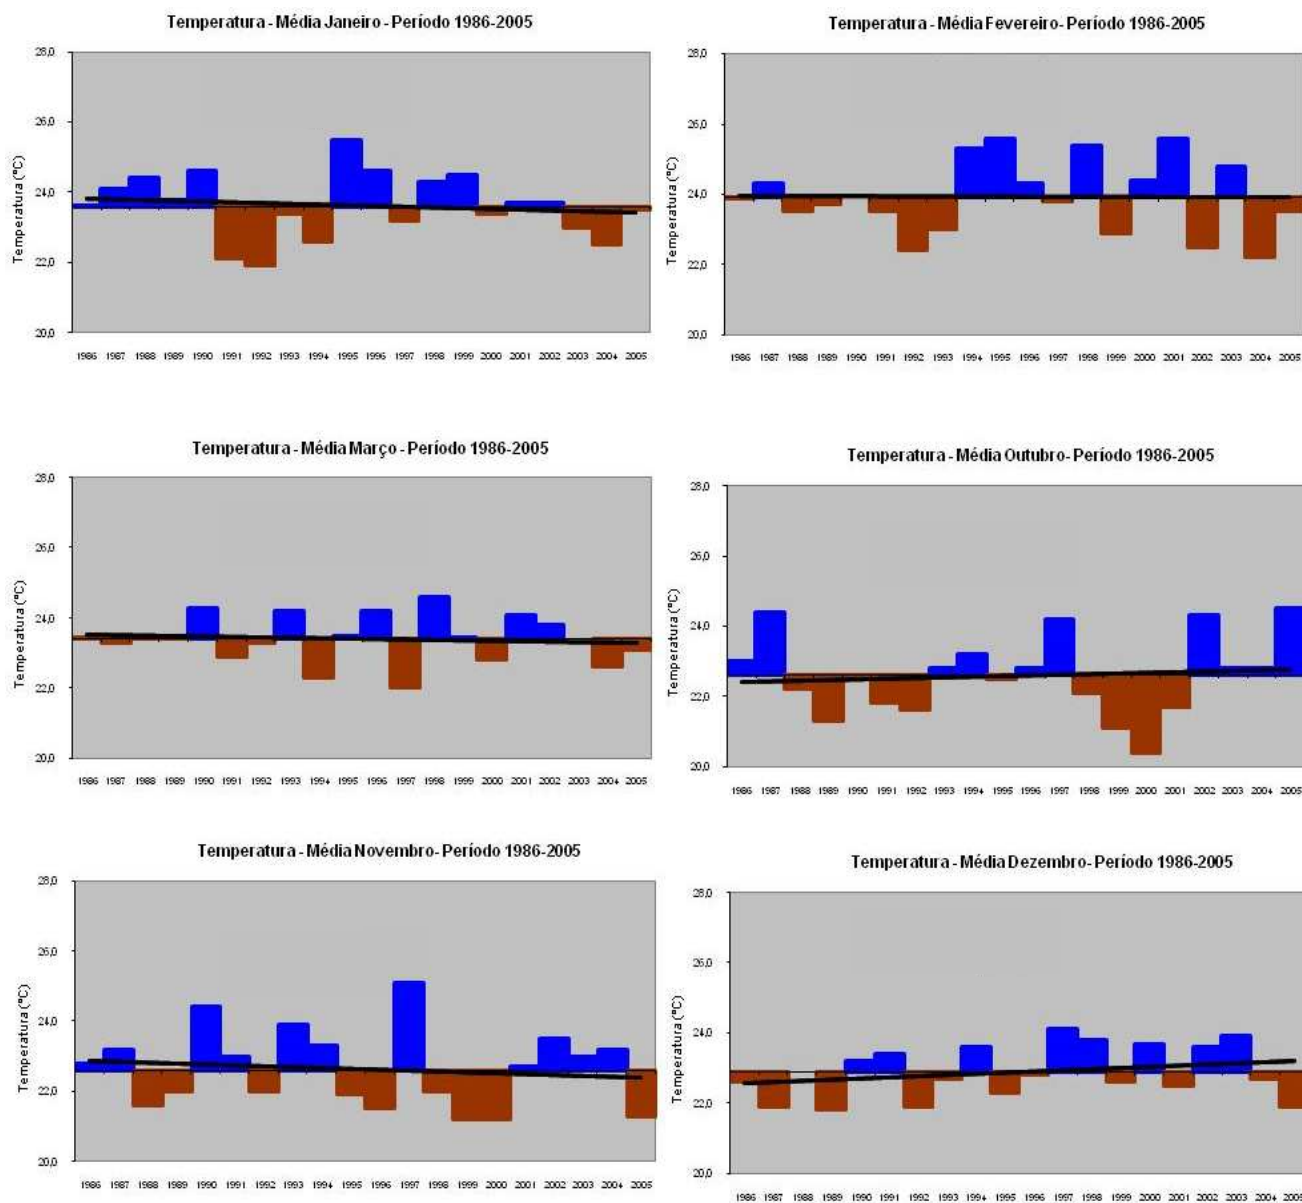 Temperatura - Média Janeiro - Período 1986-2005
28,0
26,0
24,0
22,0
20,0
Temperatura (°C)
1986 1987 1988 1989 1990 1991 1992 1993 1994 1995 1996 1997 1998 1999 2000 2001 2002 2003 2004 2005
Temperatura - Média Fevereiro- Período 1986-2005
28,0
26,0
24,0
22,0
20,0
Temperatura (°C)
1986 1987 1988 1989 1990 1991 1992 1993 1994 1995 1996 1997 1998 1999 2000 2001 2002 2003 2004 2005
Temperatura - Média Março - Período 1986-2005
28,0
26,0
24,0
22,0
20,0
Temperatura (°C)
1986 1987 1988 1989 1990 1991 1992 1993 1994 1995 1996 1997 1998 1999 2000 2001 2002 2003 2004 2005
Temperatura - Média Outubro- Período 1986-2005
28,0
26,0
24,0
22,0
20,0
Temperatura (°C)
1986 1987 1988 1989 1990 1991 1992 1993 1994 1995 1996 1997 1998 1999 2000 2001 2002 2003 2004 2005
Temperatura - Média Novembro- Período 1986-2005
28,0
26,0
24,0
22,0
20,0
Temperatura (°C)
1986 1987 1988 1989 1990 1991 1992 1993 1994 1995 1996 1997 1998 1999 2000 2001 2002 2003 2004 2005
Temperatura - Média Dezembro- Período 1986-2005
28,0
26,0
24,0
22,0
20,0
Temperatura (°C)
1986 1987 1988 1989 1990 1991 1992 1993 1994 1995 1996 1997 1998 1999 2000 2001 2002 2003 2004 2005